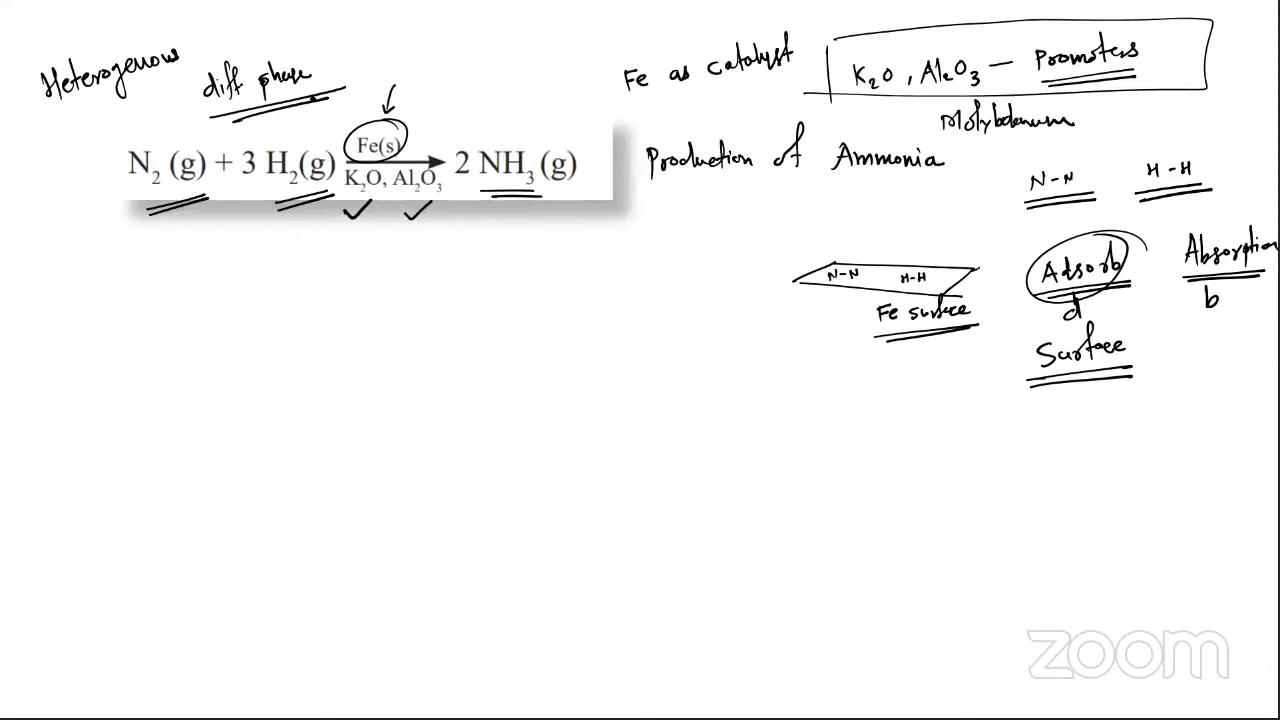 Heterogenous
diff phase
Fe(s)
N₂ (g) + 3 H₂(g) → 2 NH₃ (g)
K₂O, Al₂O₃
Fe as catalyst
K₂O, Al₂O₃ — Promoters
Molybdenum
Production of Ammonia
N-N H-H
N-N H-H
Fe surface
Adsorb Absorption
d b
Surface
zoom